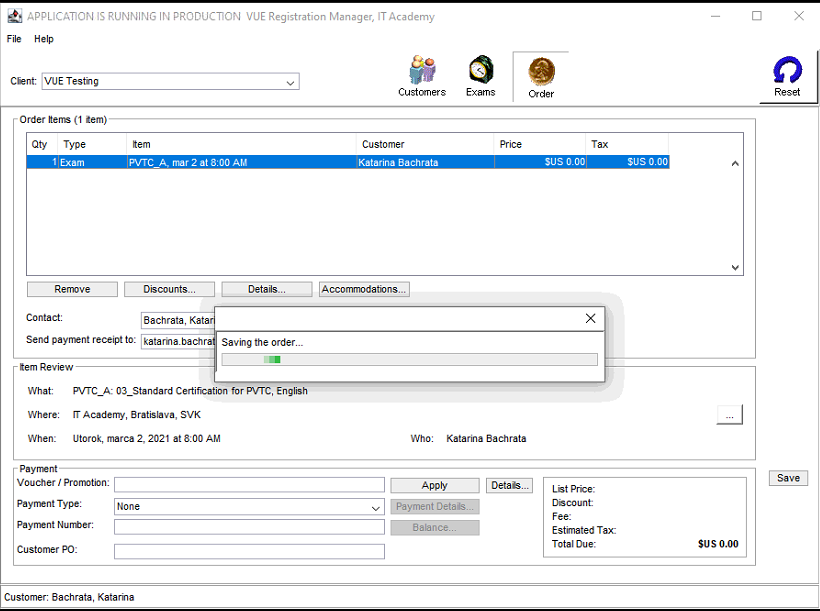 APPLICATION IS RUNNING IN PRODUCTION VUE Registration Manager, IT Academy
File Help
Client: VUE Testing
Customers Exams Order Reset
Order Items (1 item)
Qty Type Item Customer Price Tax
1 Exam PVTC_A, mar 2 at 8:00 AM Katarina Bachrata $US 0.00 $US 0.00
Remove Discounts... Details... Accommodations...
Contact: Bachrata, Katari
Send payment receipt to: katarina.bachrat
Saving the order...
Item Review
What: PVTC_A: 03_Standard Certification for PVTC, English
Where: IT Academy, Bratislava, SVK ...
When: Utorok, marca 2, 2021 at 8:00 AM Who: Katarina Bachrata
Payment
Voucher / Promotion: Apply Details...
Payment Type: None Payment Details...
Payment Number: Balance...
Customer PO:
List Price:
Discount:
Fee:
Estimated Tax:
Total Due: $US 0.00
Save
Customer: Bachrata, Katarina